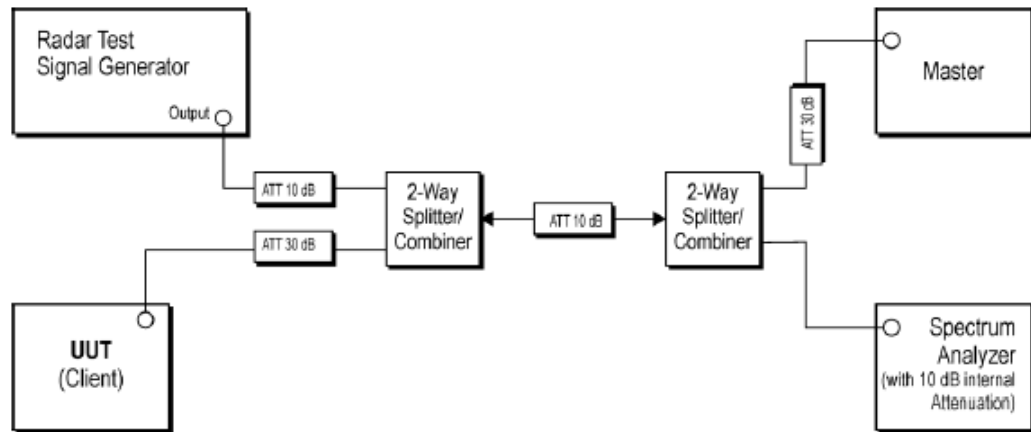 Radar Test
Signal Generator
Output
ATT 10 dB
2-Way
Splitter/
Combiner
ATT 30 dB
ATT 10 dB
2-Way
Splitter/
Combiner
ATT 30 dB
Master
UUT
(Client)
Spectrum
Analyzer
(with 10 dB internal
Attenuation)